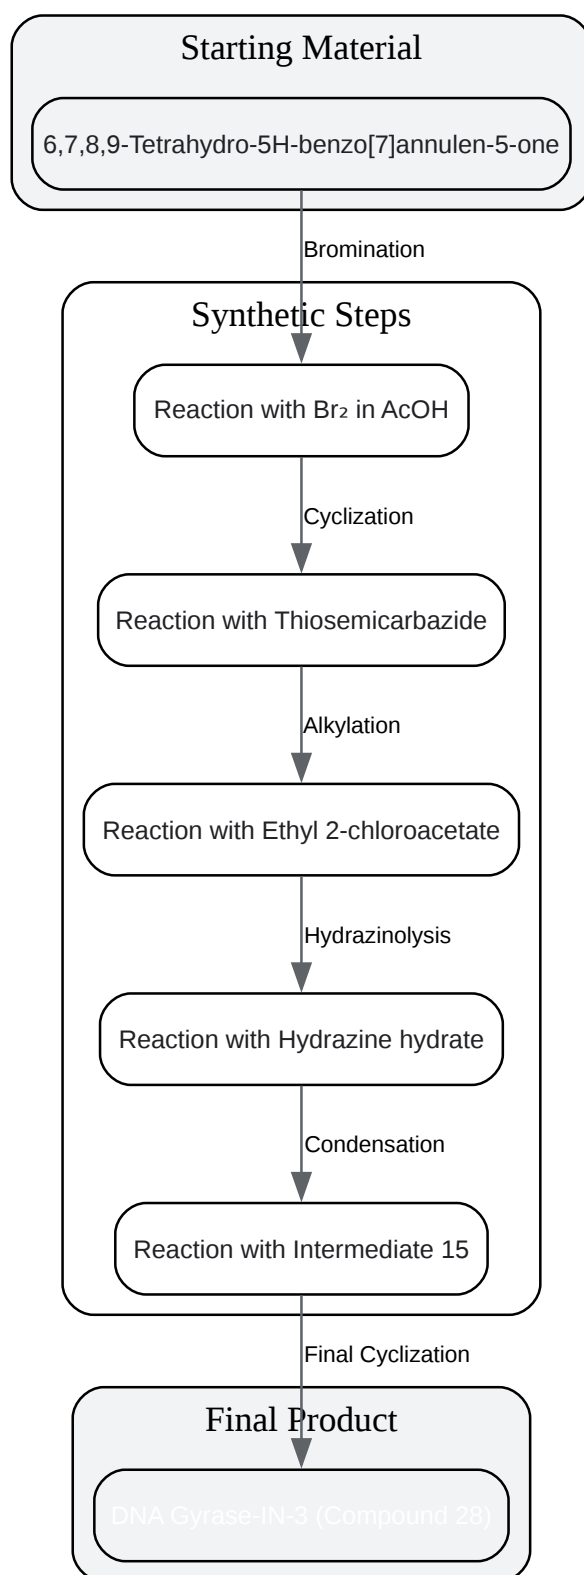 Starting Material
6,7,8,9-Tetrahydro-5H-benzo[7]annulen-5-one
Bromination
Synthetic Steps
Reaction with Br₂ in AcOH
Cyclization
Reaction with Thiosemicarbazide
Alkylation
Reaction with Ethyl 2-chloroacetate
Hydrazinolysis
Reaction with Hydrazine hydrate
Condensation
Reaction with Intermediate 15
Final Cyclization
Final Product
DNA Gyrase-IN-3 (Compound 28)